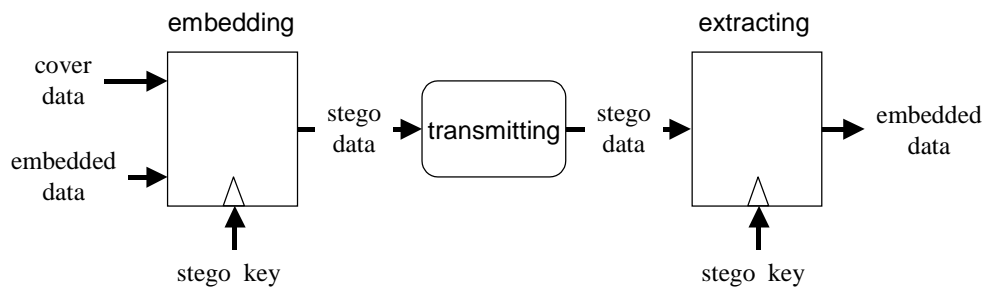 embedding
extracting
cover
data
embedded
data
stego
data
transmitting
stego
data
embedded
data
stego key
stego key